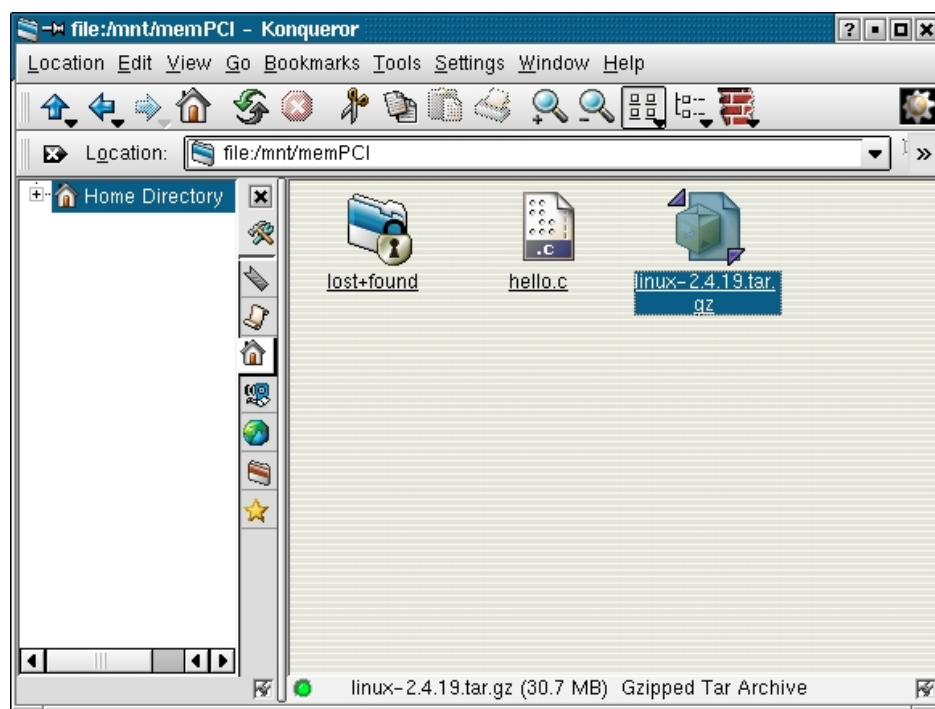 file:/mnt/memPCI - Konqueror
Location Edit View Go Bookmarks Tools Settings Window Help
Location: file:/mnt/memPCI
Home Directory
lost+found
.c
hello.c
linux-2.4.19.tar.
gz
linux-2.4.19.tar.gz (30.7 MB) Gzipped Tar Archive